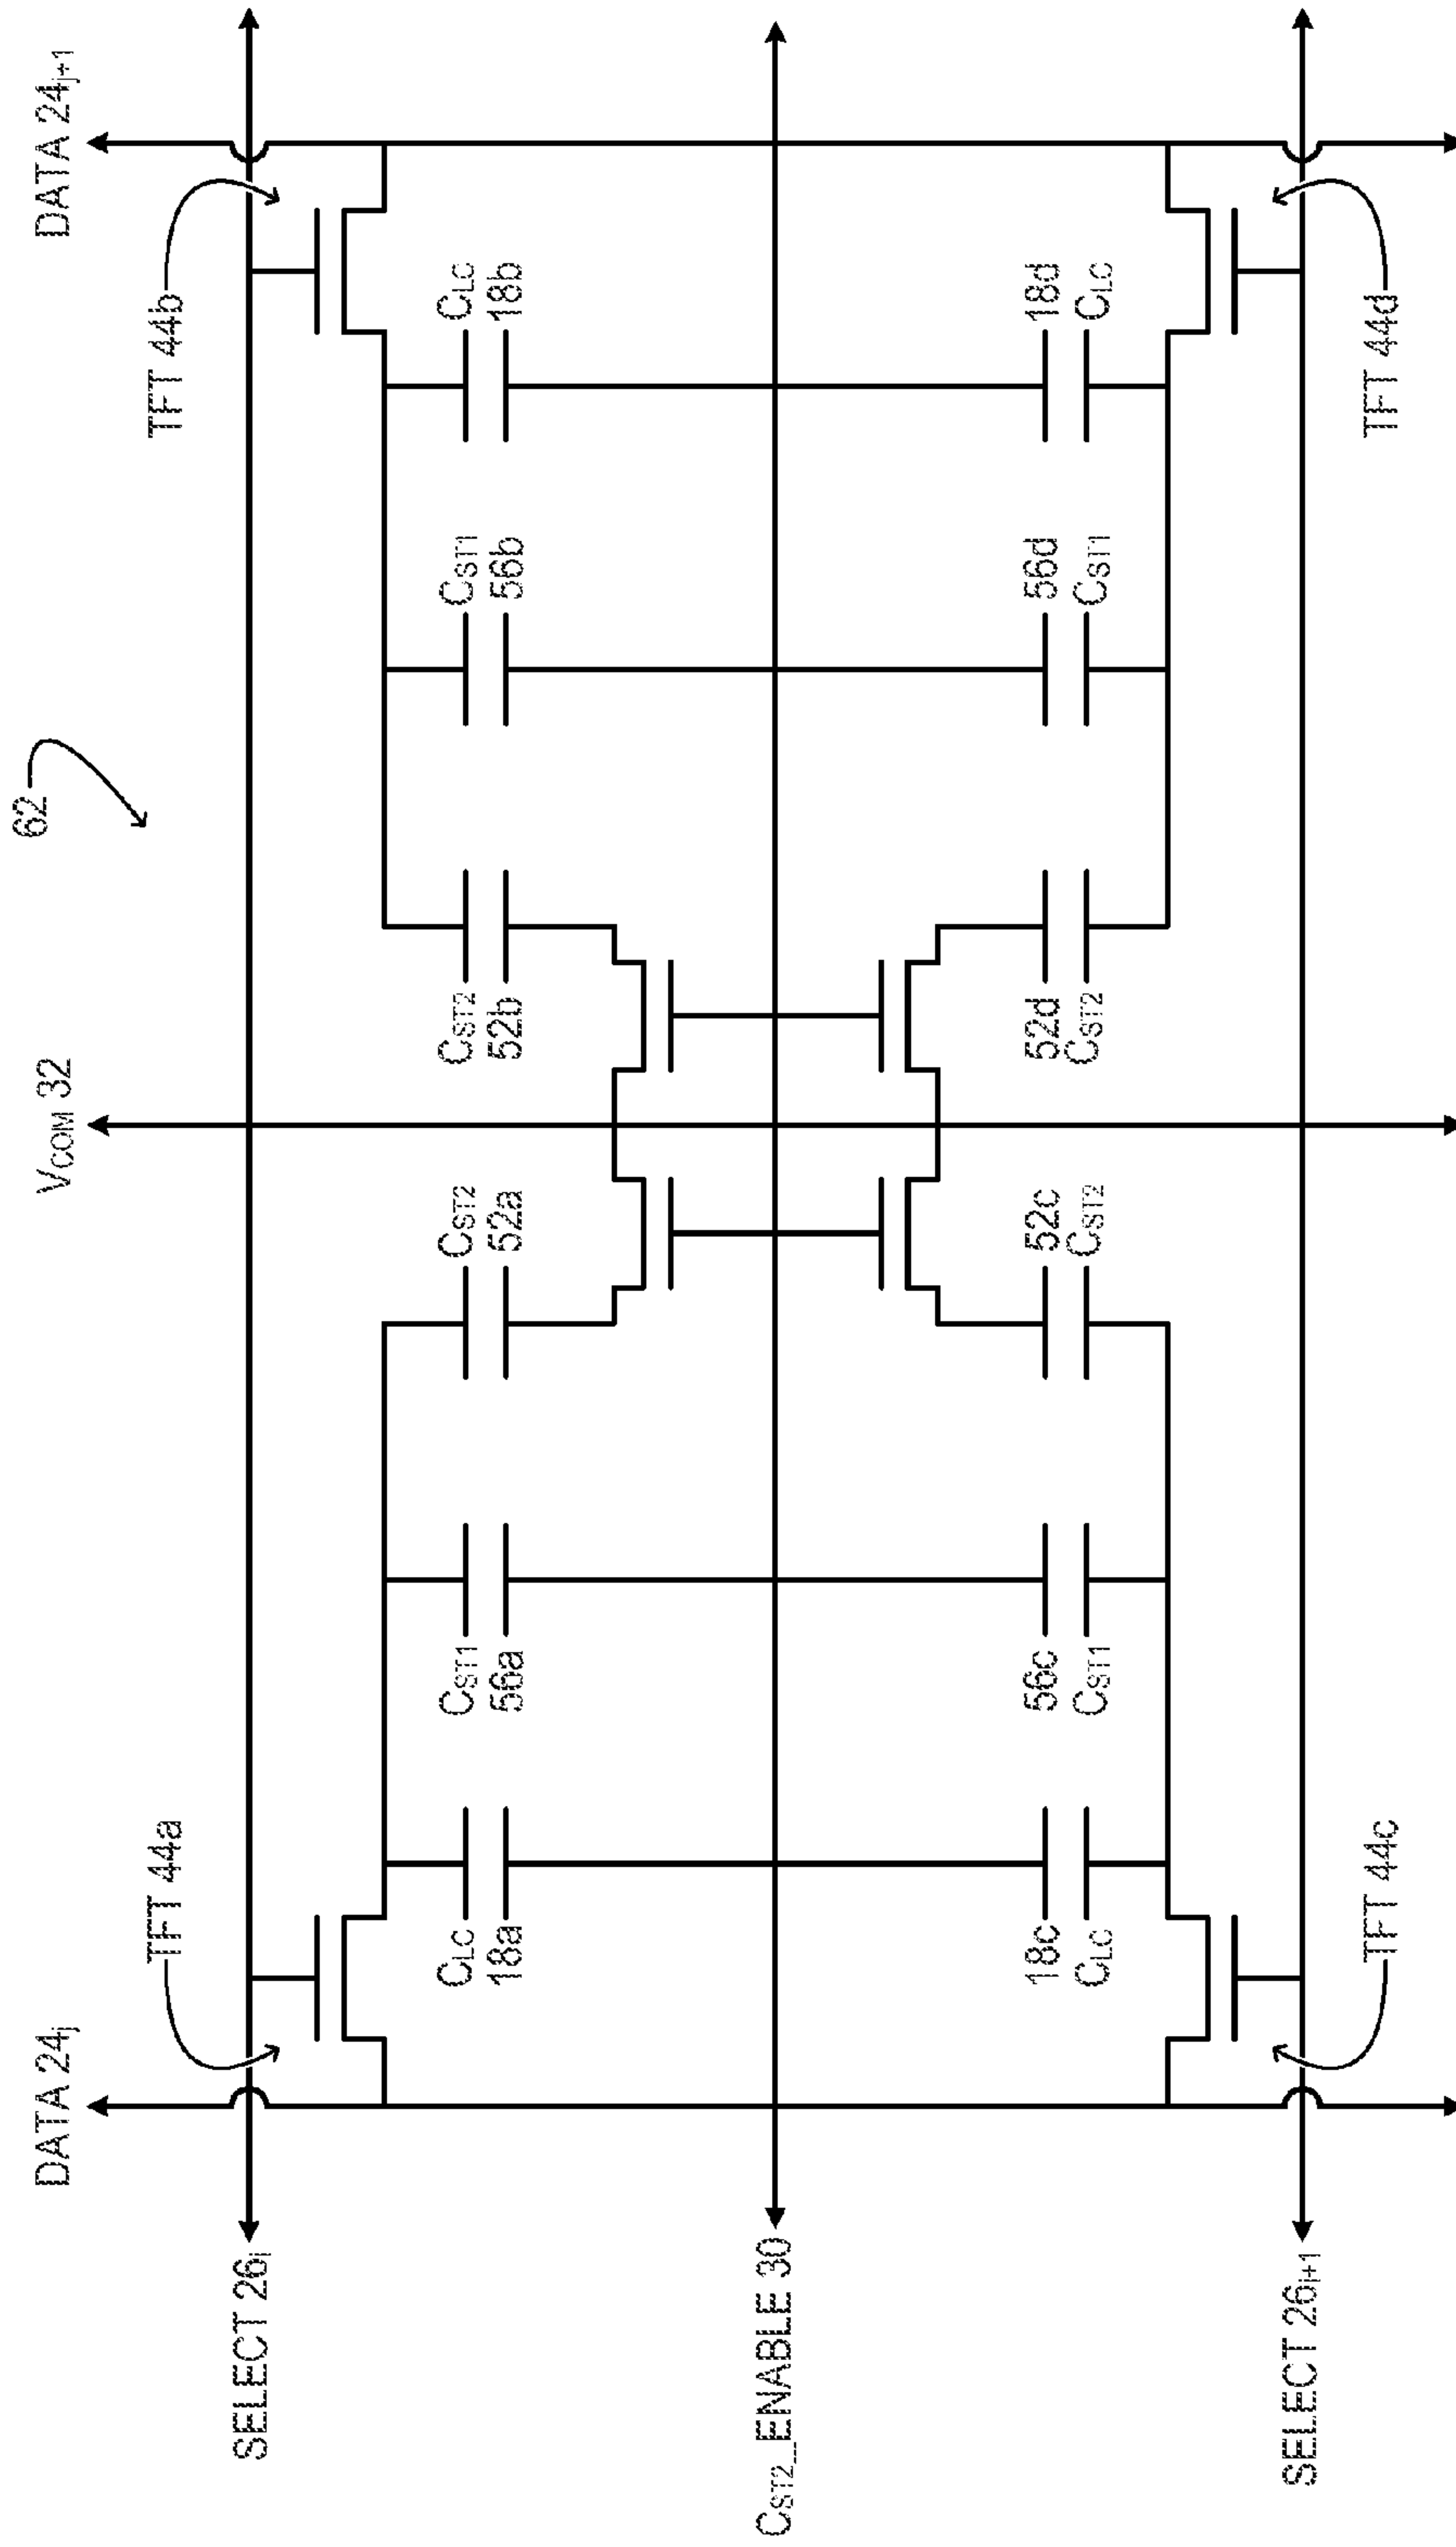 62
DATA 24j
VCOM 32
DATA 24j+1
TFT 44a
TFT 44b
SELECT 26i
CLC
18a
CST1
56a
CST2
52a
CST2
52b
CST1
56b
CLC
18b
CST2_ENABLE 30
18c
CLC
56c
CST1
52c
CST2
52d
CST2
56d
CST1
18d
CLC
SELECT 26i+1
TFT 44c
TFT 44d